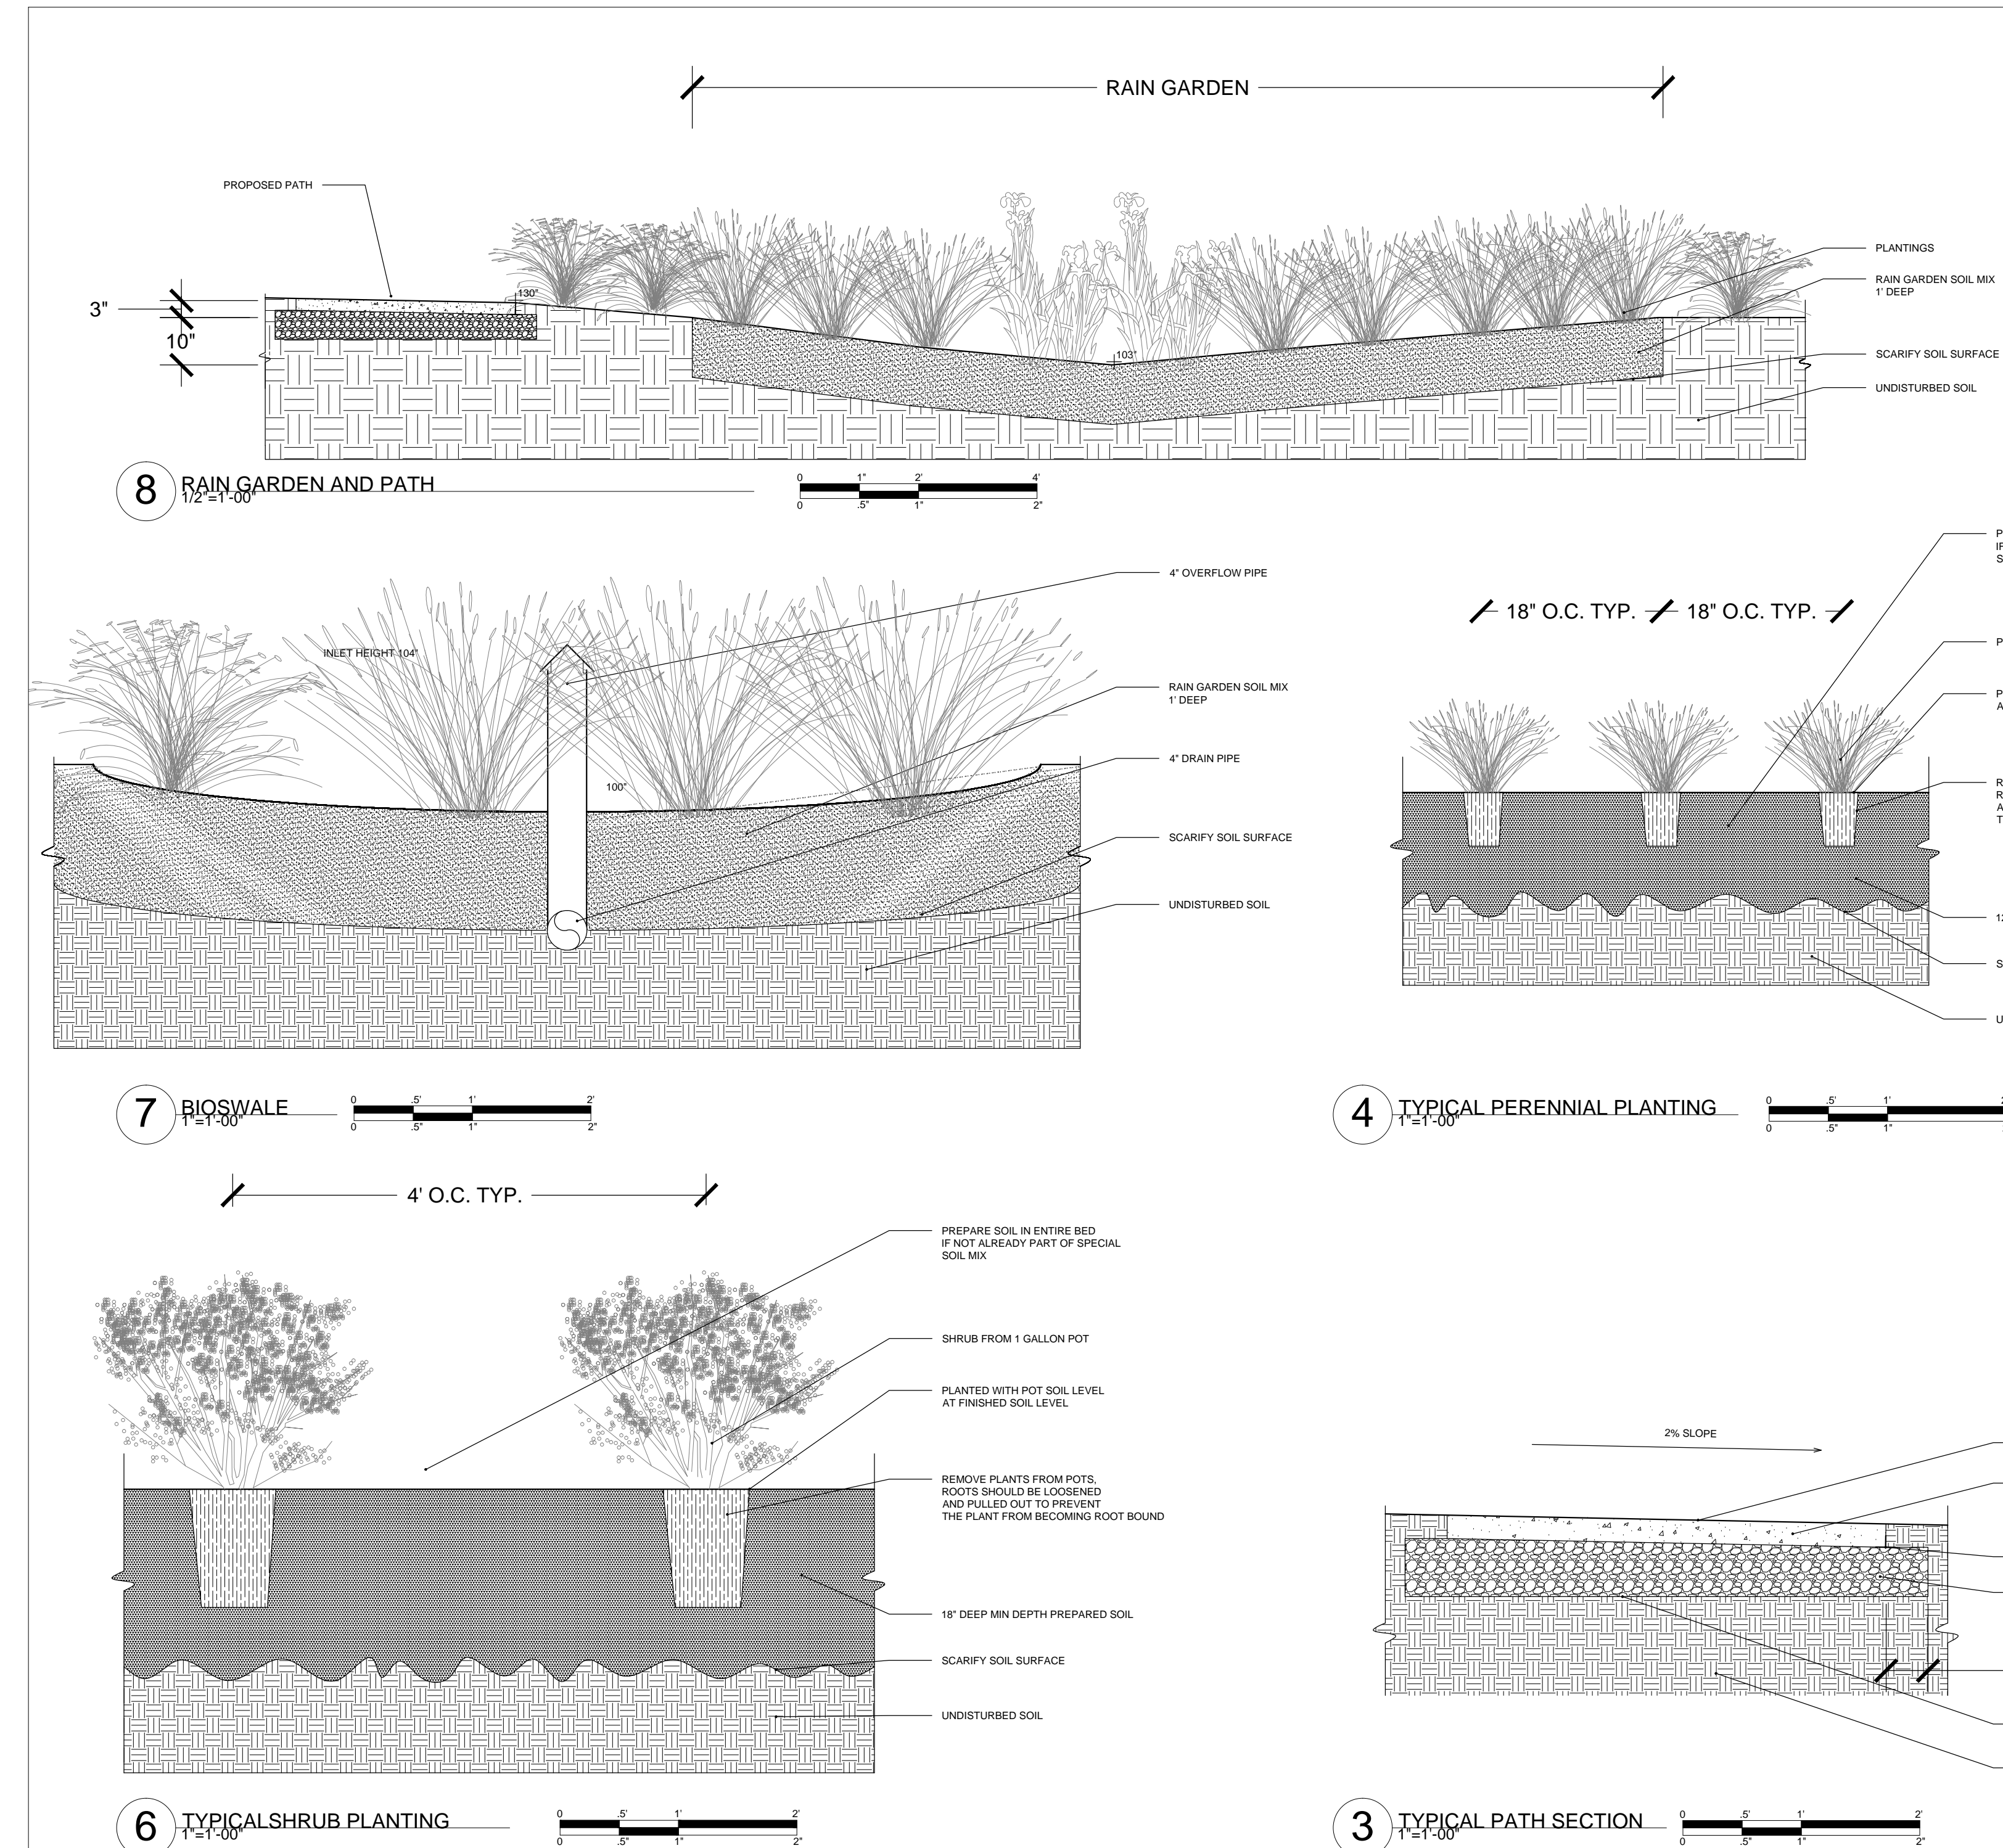 RAIN GARDEN
PROPOSED PATH
3"
10"
130"
103"
PLANTINGS
RAIN GARDEN SOIL MIX
1' DEEP
SCARIFY SOIL SURFACE
UNDISTURBED SOIL
8 RAIN GARDEN AND PATH
1/2"=1'-00"
0 1" 2' 4'
0 .5" 1" 2"
INLET HEIGHT 104"
100"
4" OVERFLOW PIPE
RAIN GARDEN SOIL MIX
1' DEEP
4" DRAIN PIPE
SCARIFY SOIL SURFACE
UNDISTURBED SOIL
7 BIOSWALE
1"=1'-00"
0 .5' 1' 2'
0 .5" 1" 2"
18" O.C. TYP. 18" O.C. TYP.
P
IF
S
P
P
A
R
R
A
T
12
S
U
4 TYPICAL PERENNIAL PLANTING
1"=1'-00"
0 .5' 1'
0 .5" 1"
4' O.C. TYP.
PREPARE SOIL IN ENTIRE BED
IF NOT ALREADY PART OF SPECIAL
SOIL MIX
SHRUB FROM 1 GALLON POT
PLANTED WITH POT SOIL LEVEL
AT FINISHED SOIL LEVEL
REMOVE PLANTS FROM POTS,
ROOTS SHOULD BE LOOSENED
AND PULLED OUT TO PREVENT
THE PLANT FROM BECOMING ROOT BOUND
18" DEEP MIN DEPTH PREPARED SOIL
SCARIFY SOIL SURFACE
UNDISTURBED SOIL
6 TYPICALSHRUB PLANTING
1"=1'-00"
0 .5' 1' 2'
0 .5" 1" 2"
2% SLOPE
3 TYPICAL PATH SECTION
1"=1'-00"
0 .5' 1' 2'
0 .5" 1" 2"